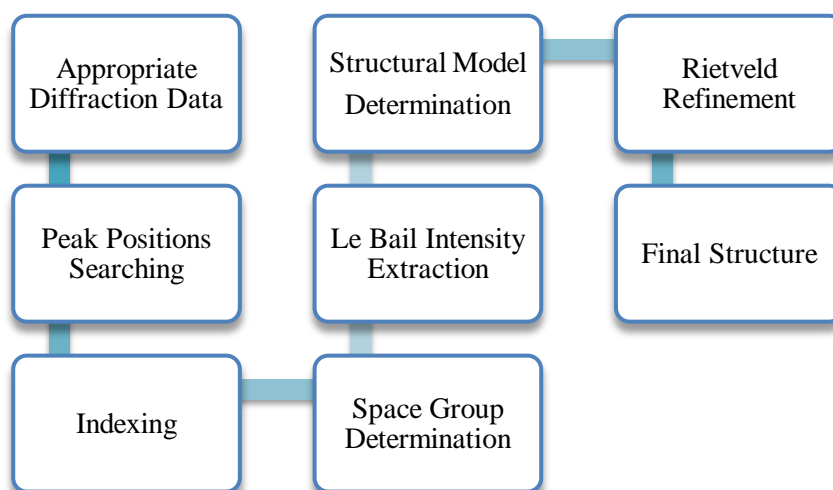 Appropriate
Diffraction Data
Peak Positions
Searching
Indexing
Space Group
Determination
Le Bail Intensity
Extraction
Structural Model
Determination
Rietveld
Refinement
Final Structure